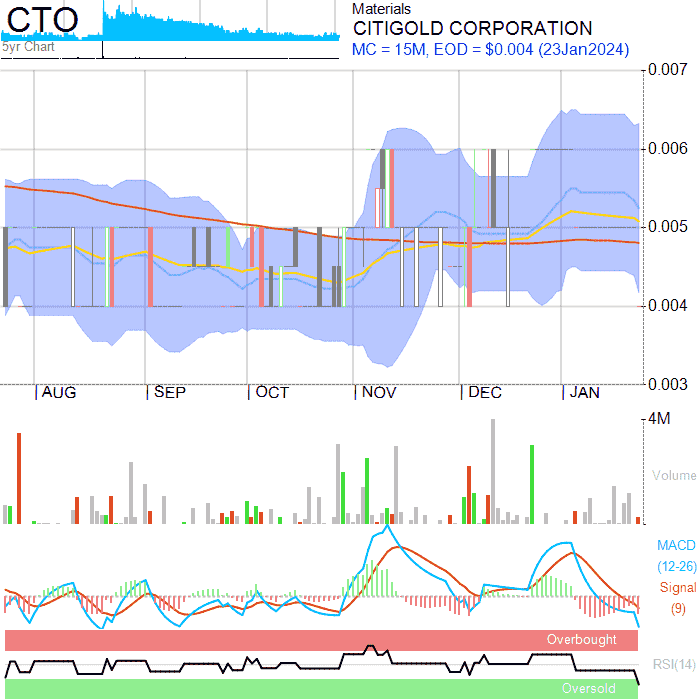 CTO
5yr Chart
Materials
CITIGOLD CORPORATION
MC = 15M, EOD = $0.004 (23Jan2024)
0.007
0.006
0.005
0.004
0.003
AUG SEP OCT NOV DEC JAN
4M
Volume
MACD
(12-26)
Signal
(9)
Overbought
RSI(14)
Oversold